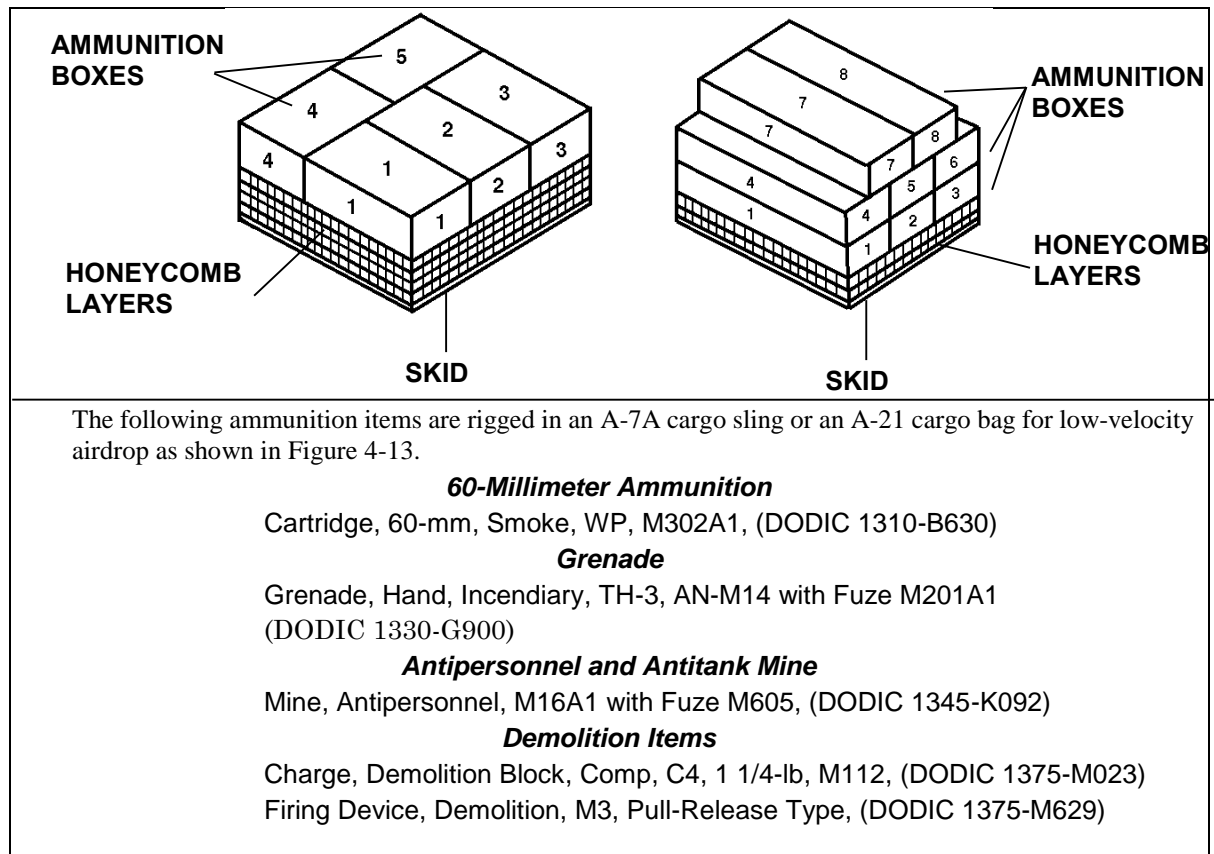 AMMUNITION
BOXES
5
4
3
2
1
4
1
1
2
3
HONEYCOMB
LAYERS
SKID
8
7
7
7
8
4
1
4
5
6
1
2
3
AMMUNITION
BOXES
HONEYCOMB
LAYERS
SKID
The following ammunition items are rigged in an A-7A cargo sling or an A-21 cargo bag for low-velocity
airdrop as shown in Figure 4-13.
60-Millimeter Ammunition
Cartridge, 60-mm, Smoke, WP, M302A1, (DODIC 1310-B630)
Grenade
Grenade, Hand, Incendiary, TH-3, AN-M14 with Fuze M201A1
(DODIC 1330-G900)
Antipersonnel and Antitank Mine
Mine, Antipersonnel, M16A1 with Fuze M605, (DODIC 1345-K092)
Demolition Items
Charge, Demolition Block, Comp, C4, 1 1/4-lb, M112, (DODIC 1375-M023)
Firing Device, Demolition, M3, Pull-Release Type, (DODIC 1375-M629)